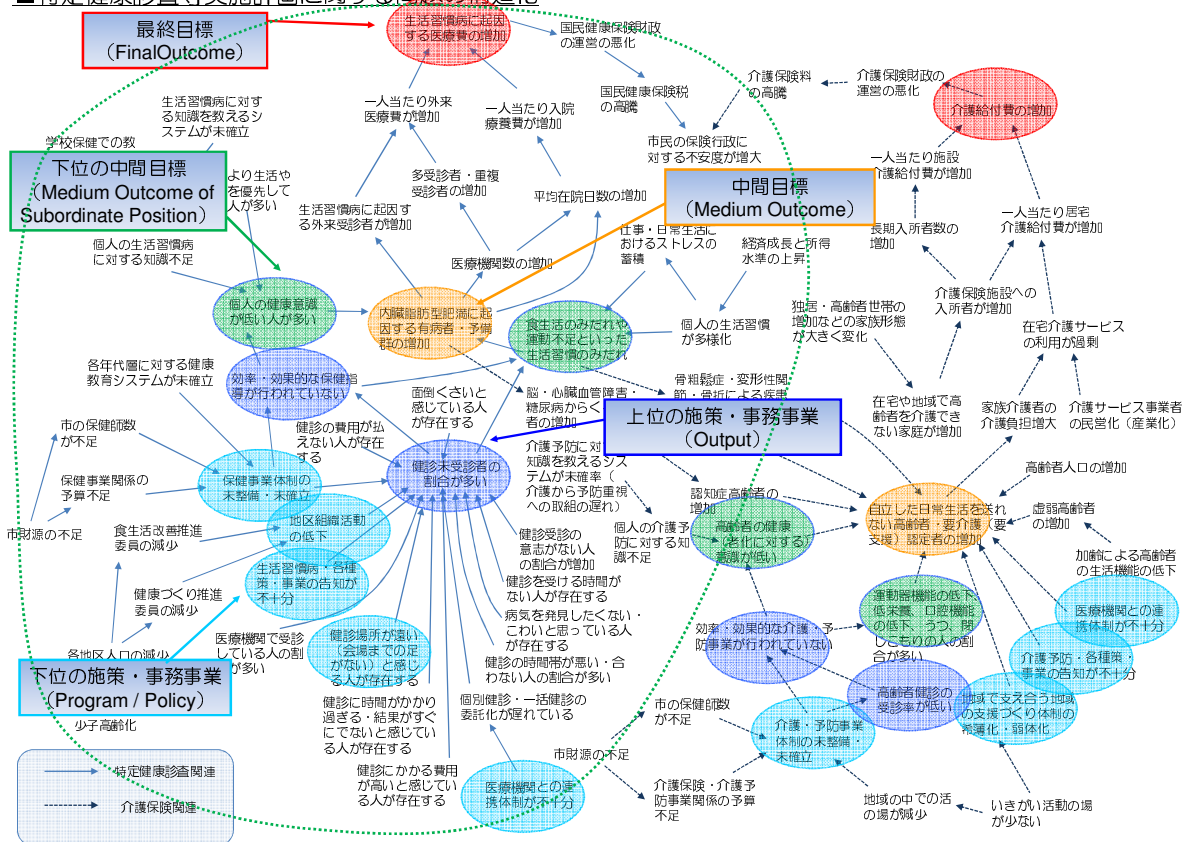 ■特定健康診査等実施計画に関する問題の構造化
最終目標
（FinalOutcome）
生活習慣病に起因
する医療費の増加
国民健康保険財政
の運営の悪化
国民健康保険税
の高騰
市民の保険行政に
対する不安度が増大
介護保険料
の高騰
介護保険財政の
運営の悪化
介護給付費の増加
生活習慣病に対す
る知識を教えるシ
ステムが未確立
学校保健での教
一人当たり外来
医療費が増加
一人当たり入院
療養費が増加
下位の中間目標
（Medium Outcome of
Subordinate Position）
より生活や
を優先して
人が多い
多受診者・重複
受診者の増加
生活習慣病に起因す
る外来受診者が増加
平均在院日数の増加
中間目標
（Medium Outcome）
一人当たり施設
介護給付費が増加
一人当たり居宅
介護給付費が増加
長期入所者数の
増加
個人の生活習慣病
に対する知識不足
医療機関数の増加
仕事・日常生活に
おけるストレスの
蓄積
経済成長と所得
水準の上昇
個人の健康意識
が低い人が多い
内臓脂肪型肥満に起
因する有病者・予備
群の増加
食生活のみだれや
運動不足といった
生活習慣のみだれ
個人の生活習慣
が多様化
独居・高齢者世帯の
増加などの家族形態
が大きく変化
介護保険施設への
入所者が増加
在宅介護サービス
の利用が過剰
各年代層に対する健康
教育システムが未確立
効率・効果的な保健指
導が行われていない
面倒くさいと
感じている人
が存在する
脳・心臓血管障害・
糖尿病からく
者の増加
骨粗鬆症・変形性関
節・骨折による疾患
上位の施策・事務事業
（Output）
在宅や地域で高
齢者を介護でき
ない家庭が増加
家族介護者の
介護負担増大
介護サービス事業者
の民営化（産業化）
市の保健師数
が不足
健診の費用が払
えない人が存在
する
健診未受診者の
割合が多い
介護予防に対
知識を教えるシス
テムが未確率（
介護から予防重視
への取組の遅れ）
保健事業関係の
予算不足
保健事業体制の
未整備・未確立
認知症高齢者の
増加
高齢者人口の増加
自立した日常生活を送れ
ない高齢者・要介護（要
支援）認定者の増加
虚弱高齢者
の増加
市財源の不足
食生活改善推進
委員の減少
地区組織活動
の低下
個人の介護予
防に対する知
識不足
高齢者の健康
（老化に対する）
意識が低い
加齢による高齢者
の生活機能の低下
生活習慣病・各種
策・事業の告知が
不十分
健診受診の
意志がない人
の割合が増加
健診を受ける時間が
ない人が存在する
健康づくり推進
委員の減少
病気を発見したくない・
こわいと思っている人
が存在する
運動器機能の低下、
低栄養、口腔機能
の低下、うつ、閉
じこもりの人の割
合が多い
医療機関との連
携体制が不十分
医療機関で受診
している人の割
が多い
健診場所が遠い
（会場までの足
がない）と感じ
る人が存在する
効率・効果的な介護・予
防事業が行われていない
介護予防・各種策・
事業の告知が不十分
各地区人口の減少
下位の施策・事務事業
（Program / Policy）
少子高齢化
健診の時間帯が悪い・合
わない人の割合が多い
高齢者健診の
受診率が低い
地域で支え合う地域
の支援づくり体制の
希薄化・弱体化
健診に時間がかかり
過ぎる・結果がすぐ
にでないと感じてい
る人が存在する
個別健診・一括健診の
委託化が遅れている
市の保健師数
が不足
介護・予防事業
体制の未整備・
未確立
市財源の不足
健診にかかる費用
が高いと感じてい
る人が存在する
医療機関との連
携体制が不十分
介護保険・介護予
防事業関係の予算
不足
地域の中での活
の場が減少
いきがい活動の場
が少ない
特定健康診査関連
介護保険関連